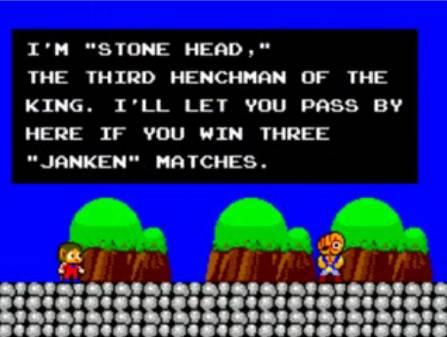 I'M "STONE HEAD,"
THE THIRD HENCHMAN OF THE
KING. I'LL LET YOU PASS BY
HERE IF YOU WIN THREE
"JANKEN" MATCHES.